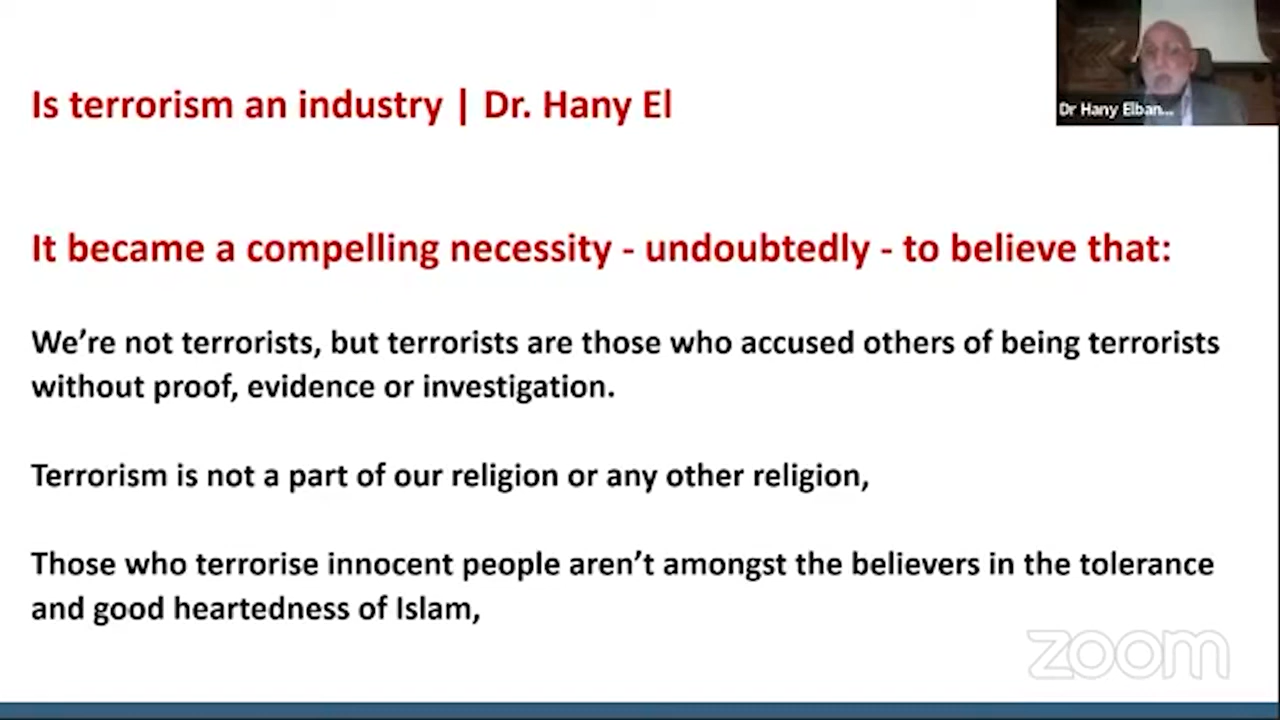 Is terrorism an industry | Dr. Hany El
Dr Hany Elban...
It became a compelling necessity - undoubtedly - to believe that:
We're not terrorists, but terrorists are those who accused others of being terrorists
without proof, evidence or investigation.
Terrorism is not a part of our religion or any other religion,
Those who terrorise innocent people aren't amongst the believers in the tolerance
and good heartedness of Islam,
zoom